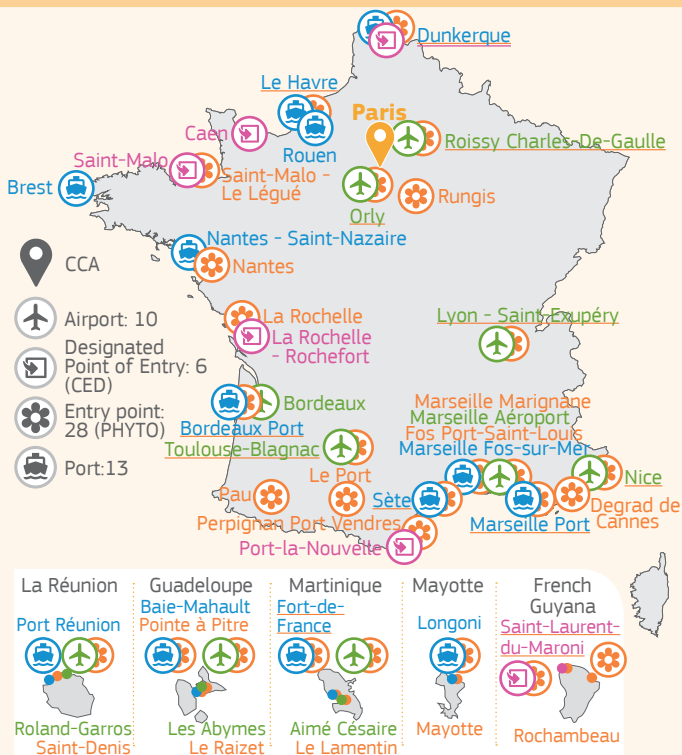 Dunkerque
Le Havre
Paris
Caen
Roissy Charles-De-Gaulle
Rouen
Saint-Malo
Saint-Malo -
Le Légué
Brest
Rungis
Orly
Nantes - Saint-Nazaire
CCA
Nantes
Airport: 10
La Rochelle
Lyon - Saint-Exupéry
La Rochelle
- Rochefort
Designated
Point of Entry: 6
(CED)
Entry point:
28 (PHYTO)
Bordeaux
Marseille Marignane
Marseille Aéroport
Bordeaux Port
Fos Port-Saint-Louis
Toulouse-Blagnac
Marseille Fos-sur-Mer
Port:13
Le Port
Nice
Pau
Sète
Degrad de
Cannes
Perpignan Port Vendres
Marseille Port
Port-la-Nouvelle
La Réunion
Guadeloupe
Martinique
Mayotte
French
Guyana
Port Réunion
Baie-Mahault
Pointe à Pitre
Fort-de-
France
Longoni
Saint-Laurent-
du-Maroni
Roland-Garros
Saint-Denis
Les Abymes
Le Raizet
Aimé Césaire
Le Lamentin
Mayotte
Rochambeau